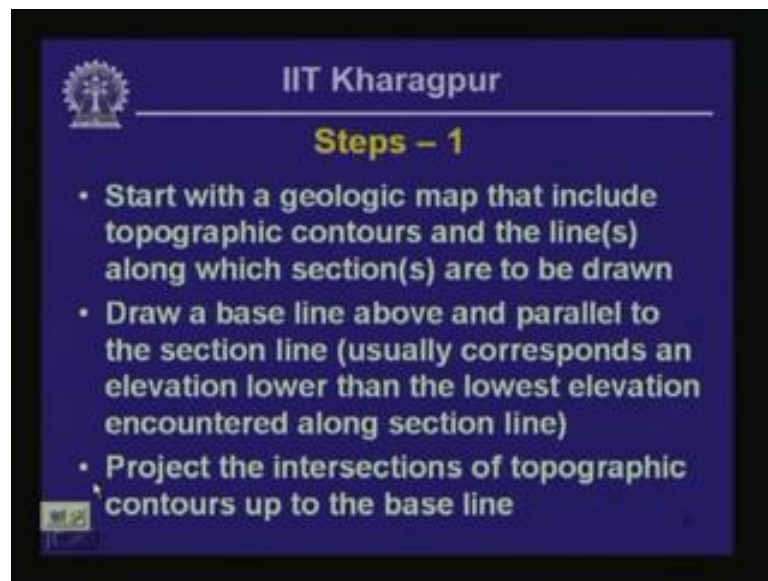 IIT Kharagpur
Steps – 1
• Start with a geologic map that include
topographic contours and the line(s)
along which section(s) are to be drawn
• Draw a base line above and parallel to
the section line (usually corresponds an
elevation lower than the lowest elevation
encountered along section line)
• Project the intersections of topographic
contours up to the base line